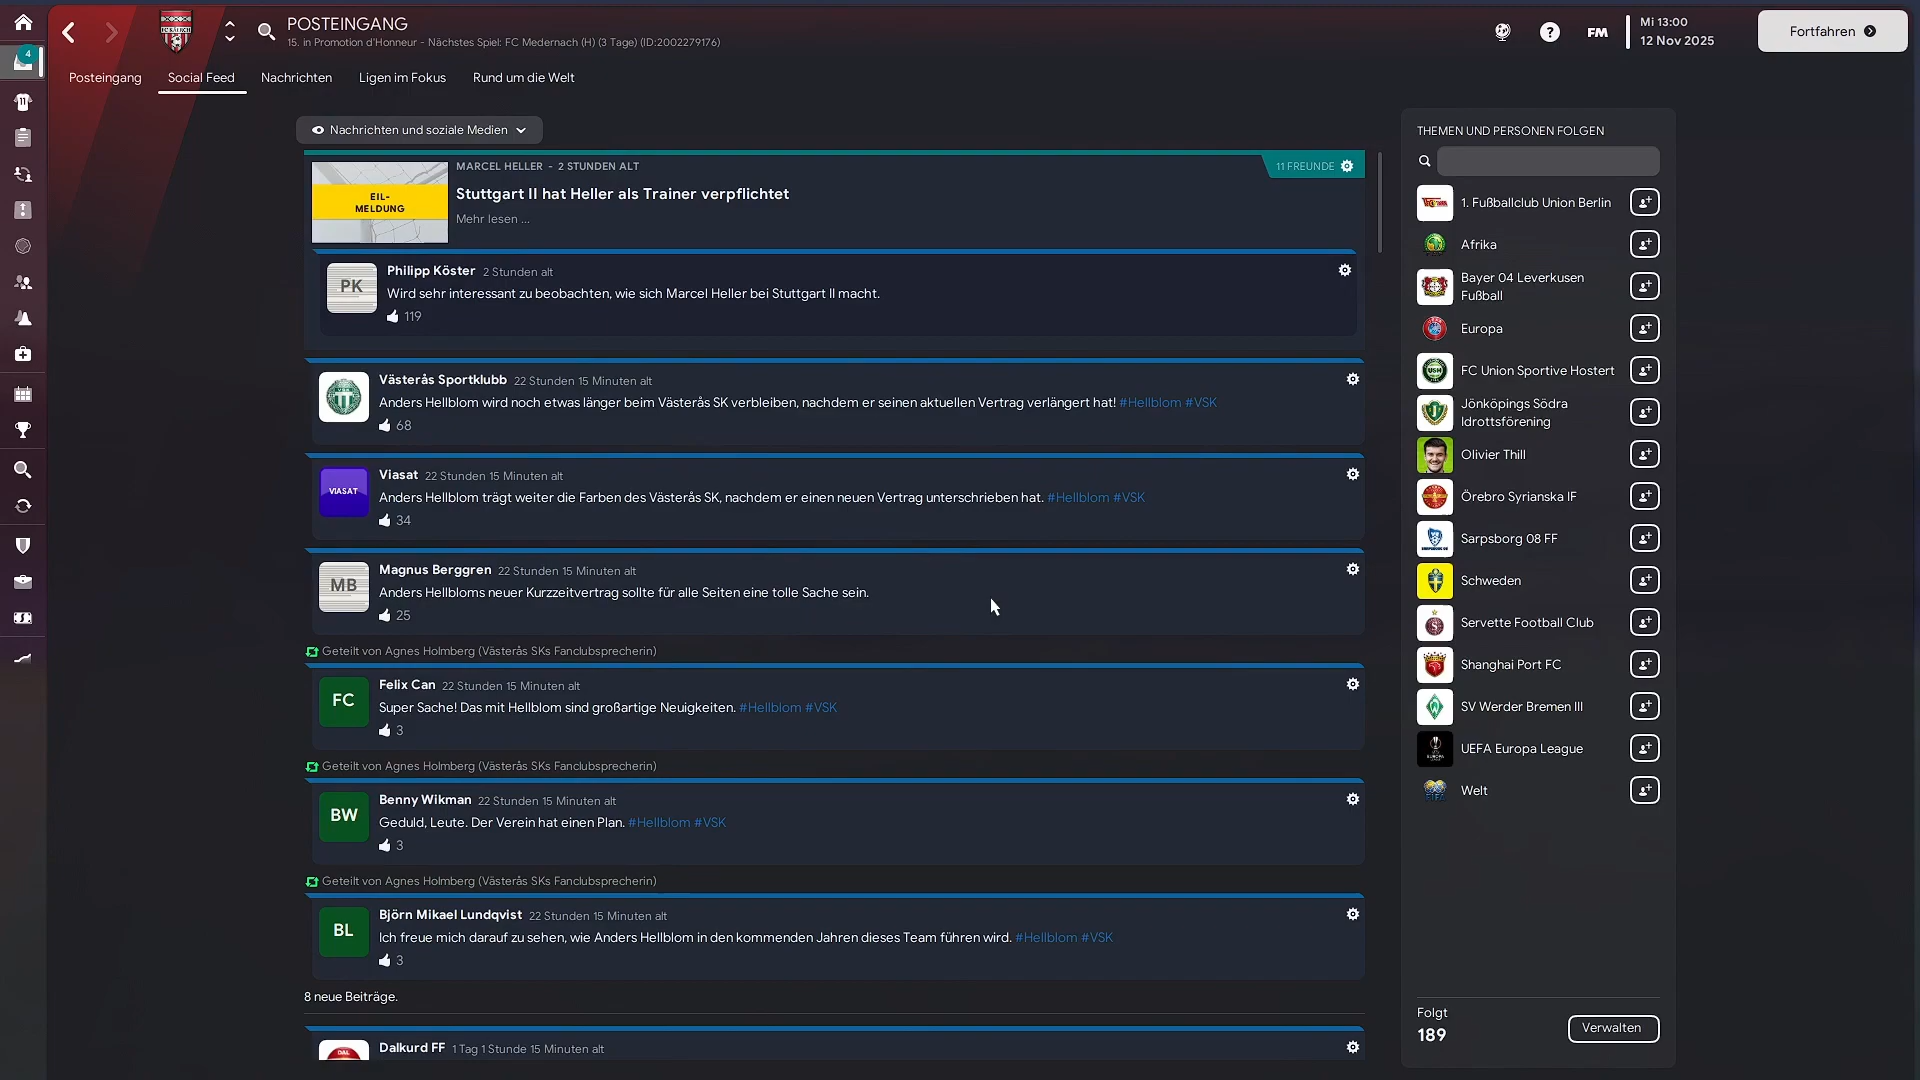 POSTEINGANG
15. in Promotion d'Honneur - Nächstes Spiel: FC Medernach (H) (3 Tage) (ID:2002279176)
FM
Mi 13:00
12 Nov 2025
Fortfahren
4
Posteingang
Social Feed
Nachrichten
Ligen im Fokus
Rund um die Welt
Nachrichten und soziale Medien
EIL-
MELDUNG
MARCEL HELLER - 2 STUNDEN ALT
11 FREUNDE
Stuttgart II hat Heller als Trainer verpflichtet
Mehr lesen ...
PK
Philipp Köster 2 Stunden alt
Wird sehr interessant zu beobachten, wie sich Marcel Heller bei Stuttgart II macht.
119
Västerås Sportklubb 22 Stunden 15 Minuten alt
Anders Hellblom wird noch etwas länger beim Västerås SK verbleiben, nachdem er seinen aktuellen Vertrag verlängert hat! #Hellblom #VSK
68
VIASAT
Viasat 22 Stunden 15 Minuten alt
Anders Hellblom trägt weiter die Farben des Västerås SK, nachdem er einen neuen Vertrag unterschrieben hat. #Hellblom #VSK
34
MB
Magnus Berggren 22 Stunden 15 Minuten alt
Anders Hellbloms neuer Kurzzeitvertrag sollte für alle Seiten eine tolle Sache sein.
25
Geteilt von Agnes Holmberg (Västerås SKs Fanclubsprecherin)
FC
Felix Can 22 Stunden 15 Minuten alt
Super Sache! Das mit Hellblom sind großartige Neuigkeiten. #Hellblom #VSK
3
Geteilt von Agnes Holmberg (Västerås SKs Fanclubsprecherin)
BW
Benny Wikman 22 Stunden 15 Minuten alt
Geduld, Leute. Der Verein hat einen Plan. #Hellblom #VSK
3
Geteilt von Agnes Holmberg (Västerås SKs Fanclubsprecherin)
BL
Björn Mikael Lundqvist 22 Stunden 15 Minuten alt
Ich freue mich darauf zu sehen, wie Anders Hellblom in den kommenden Jahren dieses Team führen wird. #Hellblom #VSK
3
8 neue Beiträge.
Dalkurd FF 1 Tag 1 Stunde 15 Minuten alt
THEMEN UND PERSONEN FOLGEN
1. Fußballclub Union Berlin
Afrika
Bayer 04 Leverkusen
Fußball
Europa
FC Union Sportive Hostert
Jönköpings Södra
Idrottsförening
Olivier Thill
Örebro Syrianska IF
Sarpsborg 08 FF
Schweden
Servette Football Club
Shanghai Port FC
SV Werder Bremen III
UEFA Europa League
Welt
Folgt
189
Verwalten